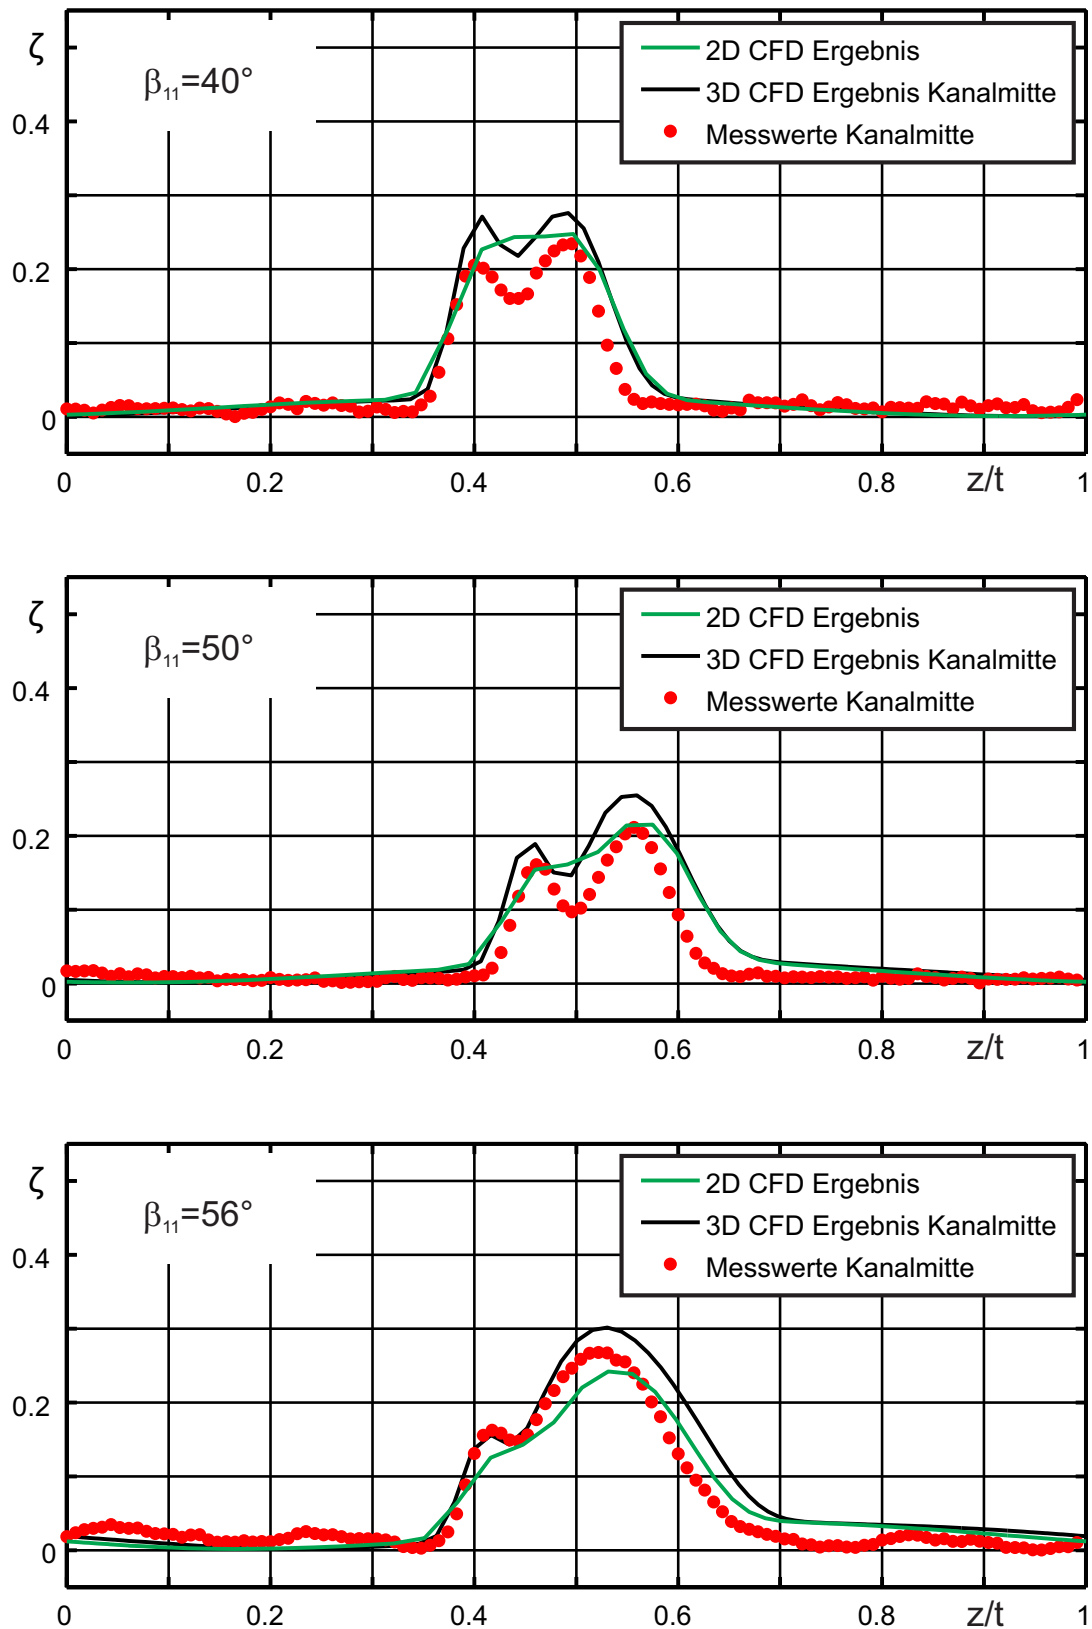 ζ
β₁₁=40°
2D CFD Ergebnis
3D CFD Ergebnis Kanalmitte
Messwerte Kanalmitte
0.4
0.2
0
0 0.2 0.4 0.6 0.8 z/t 1
ζ
β₁₁=50°
2D CFD Ergebnis
3D CFD Ergebnis Kanalmitte
Messwerte Kanalmitte
0.4
0.2
0
0 0.2 0.4 0.6 0.8 z/t 1
ζ
β₁₁=56°
2D CFD Ergebnis
3D CFD Ergebnis Kanalmitte
Messwerte Kanalmitte
0.4
0.2
0
0 0.2 0.4 0.6 0.8 z/t 1